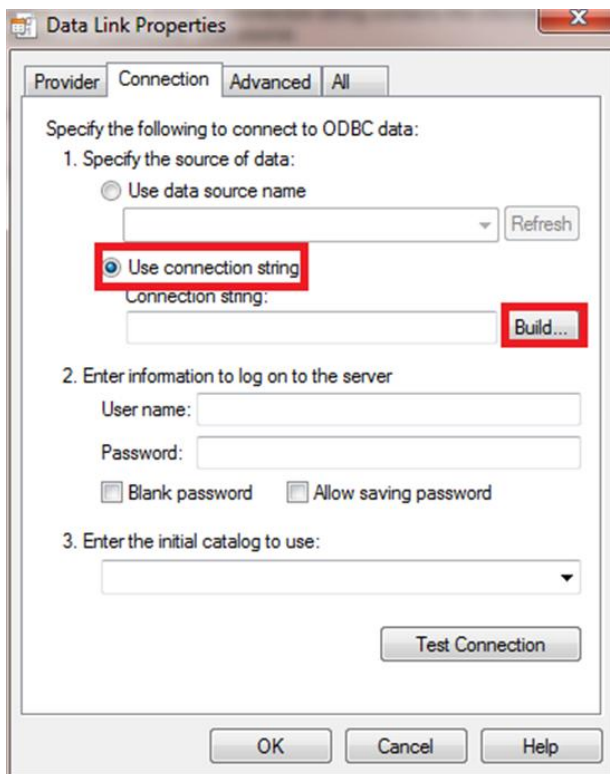 Data Link Properties
X
Provider Connection Advanced All
Specify the following to connect to ODBC data:
1. Specify the source of data:
Use data source name
Refresh
Use connection string
Connection string:
Build...
2. Enter information to log on to the server
User name:
Password:
Blank password Allow saving password
3. Enter the initial catalog to use:
Test Connection
OK Cancel Help